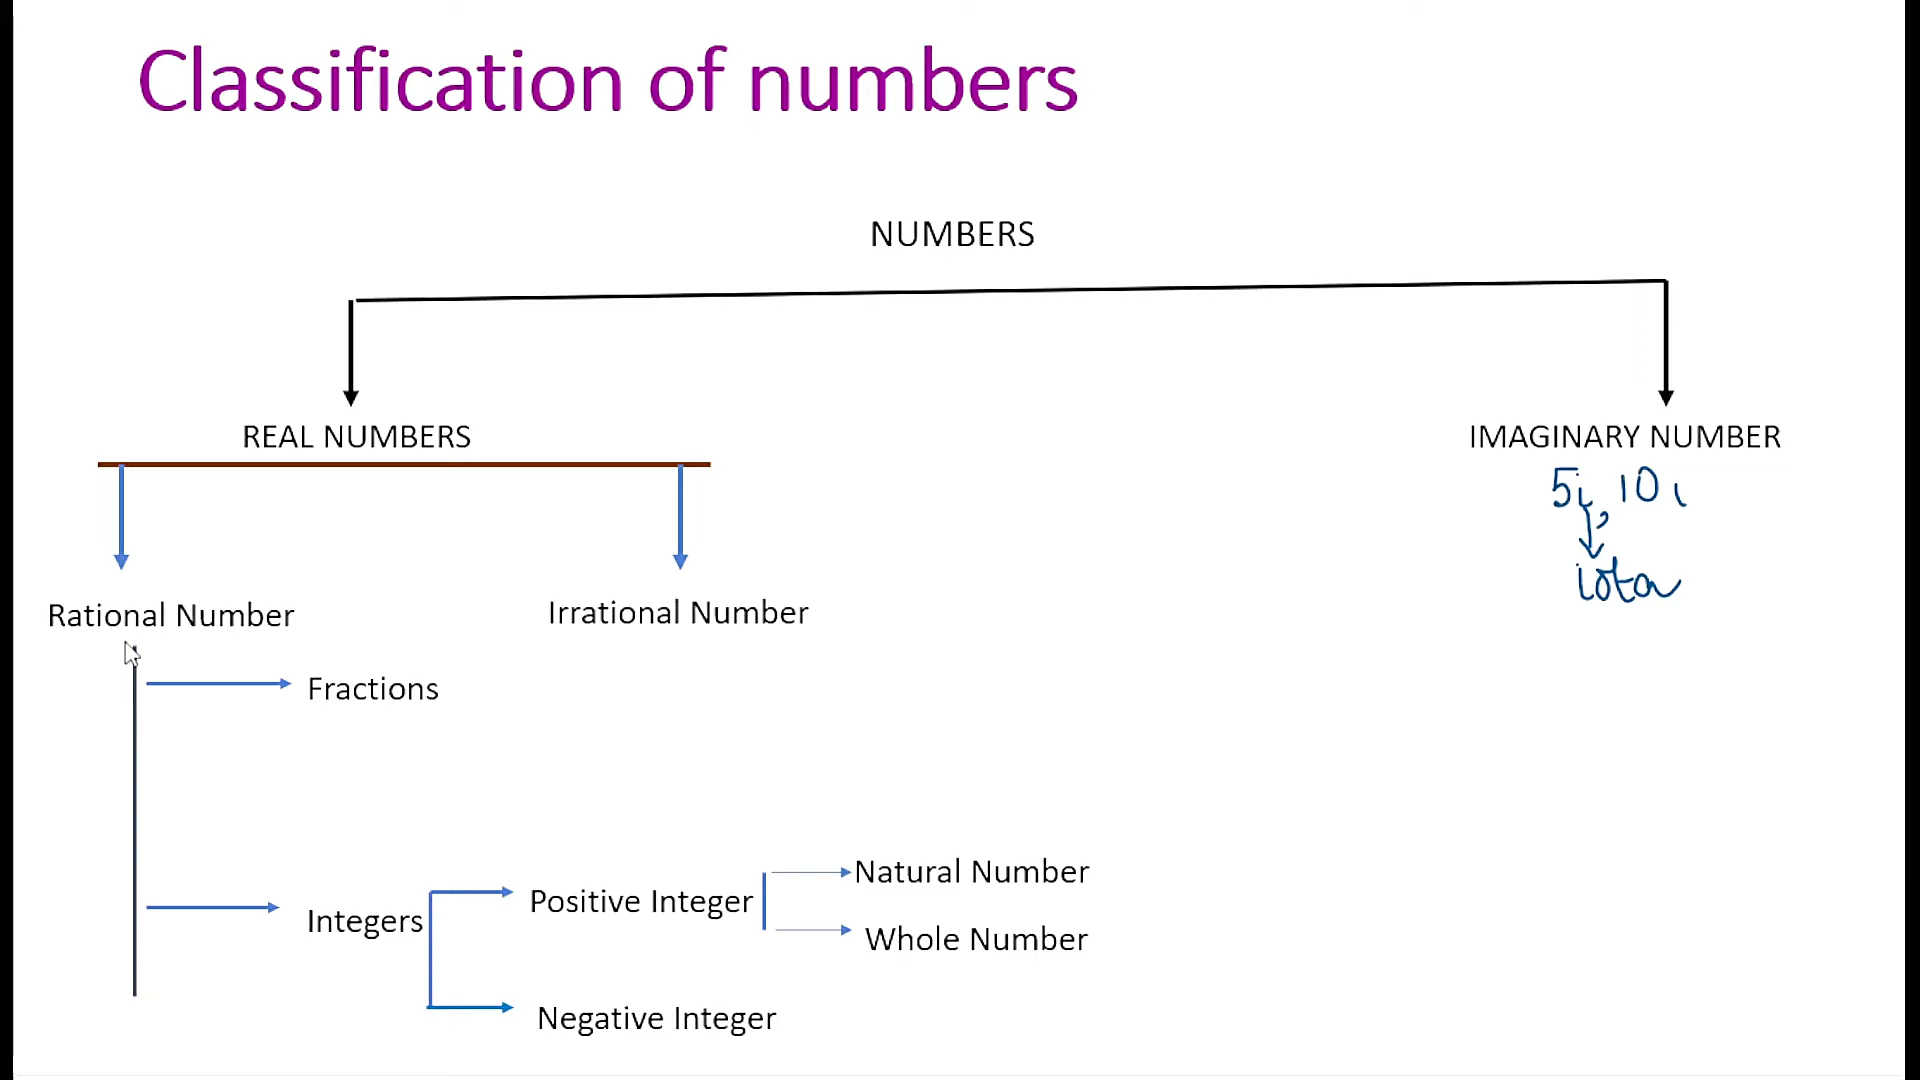 Classification of numbers
NUMBERS
REAL NUMBERS
IMAGINARY NUMBER
5i, 10i
iota
Rational Number
Irrational Number
Fractions
Natural Number
Positive Integer
Integers
Whole Number
Negative Integer